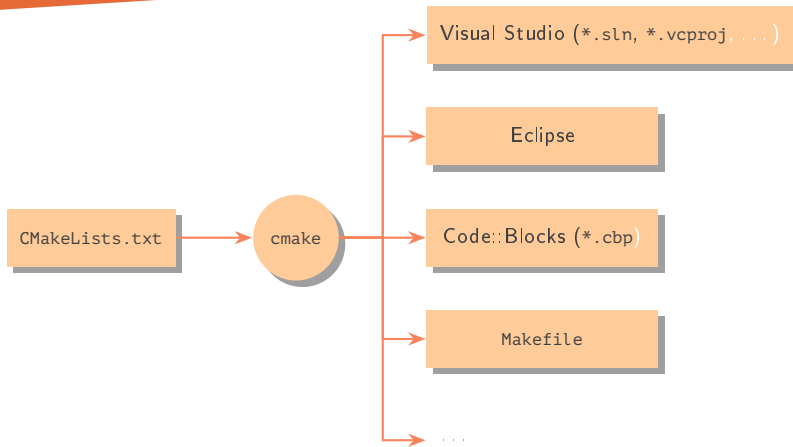 Visual Studio (*.sln, *.vcproj, ...)
Eclipse
CMakeLists.txt
cmake
Code::Blocks (*.cbp)
Makefile
...